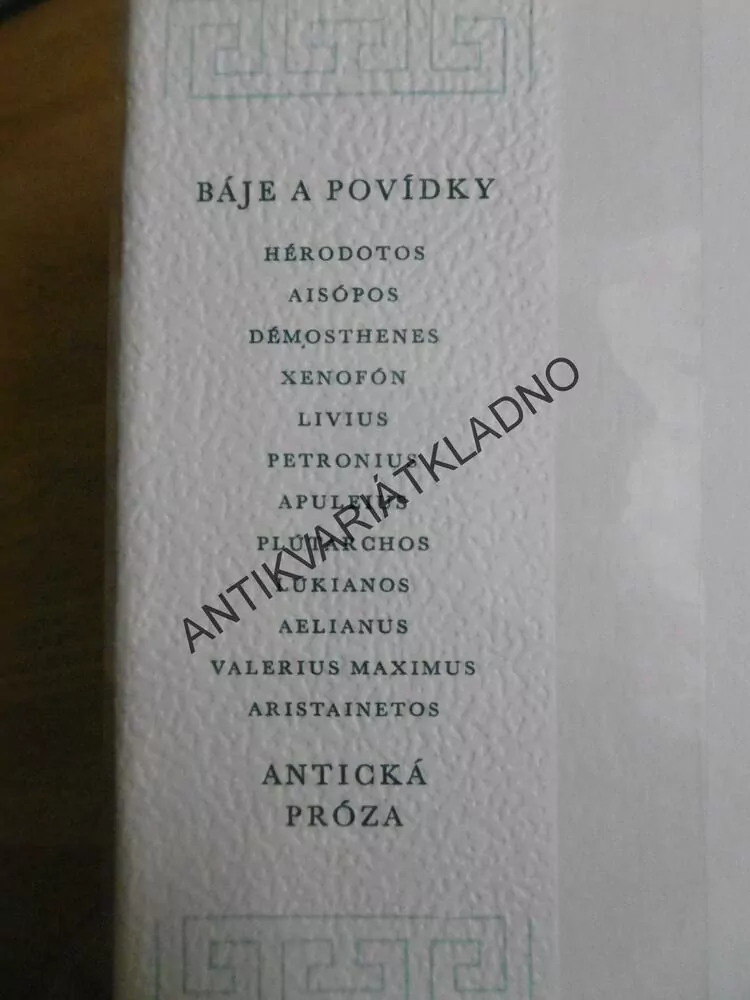 BÁJE A POVÍDKY
HÉRODOTOS
AISÓPOS
DÉMOSTHENES
XENOFÓN
LIVIUS
PETRONIUS
APULEIUS
PLÚTARCHOS
LÚKIANOS
AELIANUS
VALERIUS MAXIMUS
ARISTAINETOS
ANTICKÁ
PRÓZA
ANTIKVARIÁTKLADNO